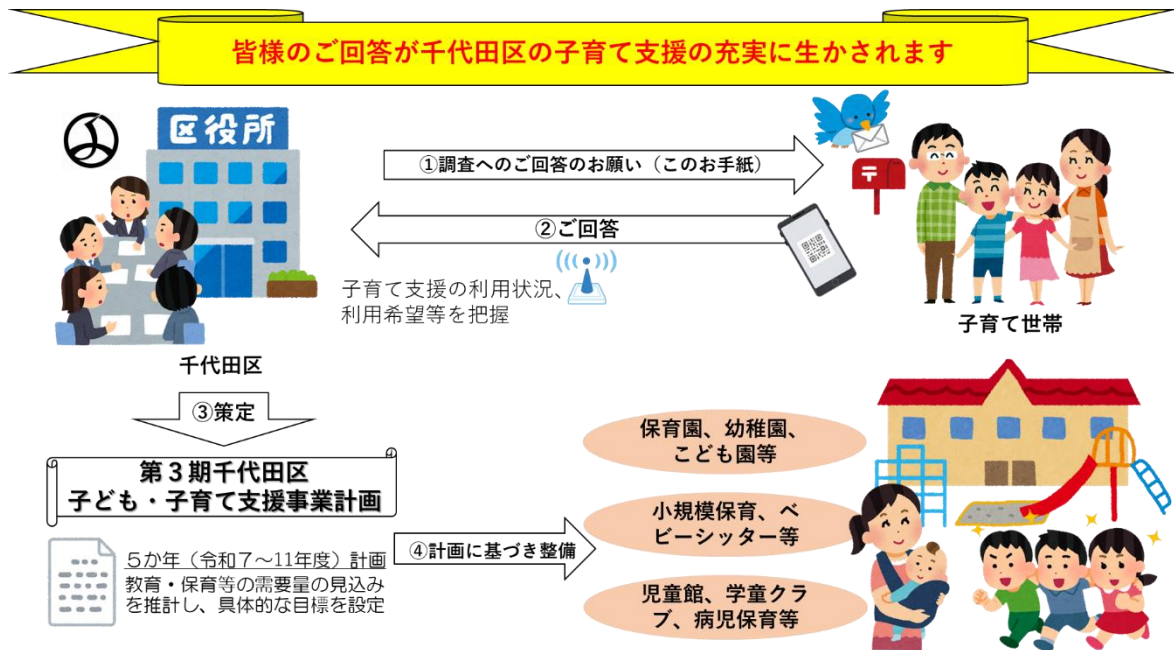 皆様のご回答が千代田区の子育て支援の充実に生かされます
区役所
①調査へのご回答のお願い（このお手紙）
〒
②ご回答
子育て支援の利用状況、
利用希望等を把握
子育て世帯
千代田区
③策定
第３期千代田区
子ども・子育て支援事業計画
５か年（令和７～11年度）計画
教育・保育等の需要量の見込み
を推計し、具体的な目標を設定
④計画に基づき整備
保育園、幼稚園、
こども園等
小規模保育、ベ
ビーシッター等
児童館、学童クラ
ブ、病児保育等